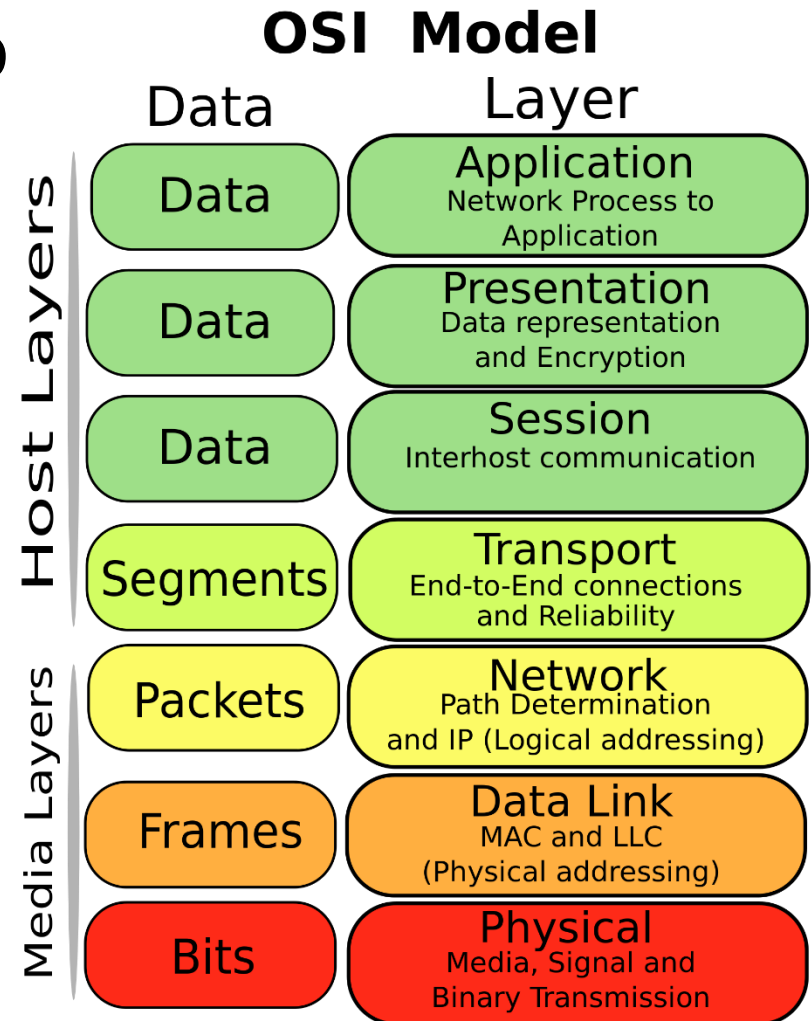 OSI Model
Data
Layer
Host Layers
Data
Application
Network Process to
Application
Data
Presentation
Data representation
and Encryption
Data
Session
Interhost communication
Segments
Transport
End-to-End connections
and Reliability
Media Layers
Packets
Network
Path Determination
and IP (Logical addressing)
Frames
Data Link
MAC and LLC
(Physical addressing)
Bits
Physical
Media, Signal and
Binary Transmission